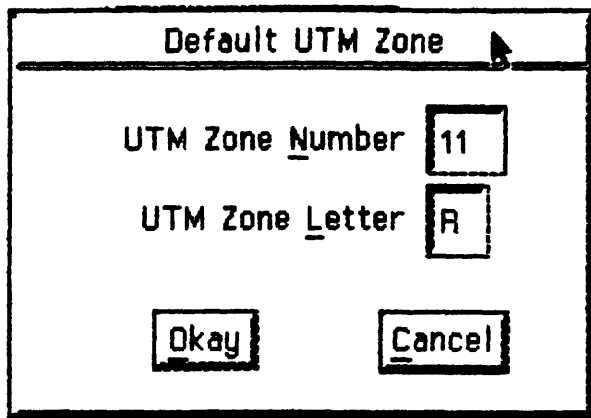 Default UTM Zone
UTM Zone Number 11
UTM Zone Letter R
Okay Cancel